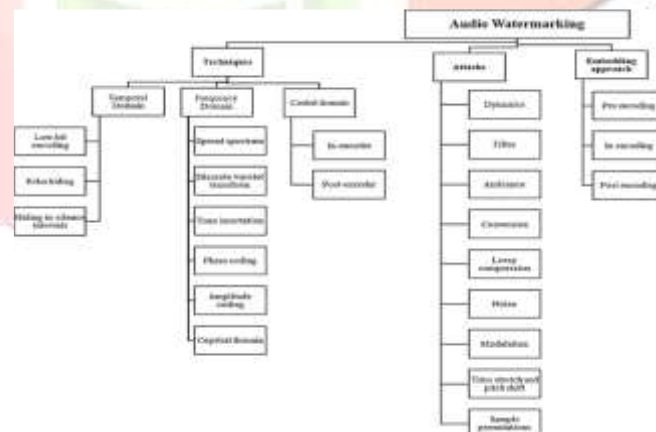 Audio Watermarking
Techniques
Attacks
Embedding
approach
Temporal
Domain
Frequency
Domain
Coded domain
Low-bit
encoding
Echo hiding
Hiding in silence
intervals
Spread spectrum
Discrete wavelet
transform
Tone insertation
Phase coding
Amplitude
coding
Cepstral domain
In-encoder
Post-encoder
Dynamics
Filter
Ambiance
Conversion
Lossy
compression
Noise
Modulation
Time stretch and
pitch shift
Sample
permutations
Pre encoding
In encoding
Post encoding